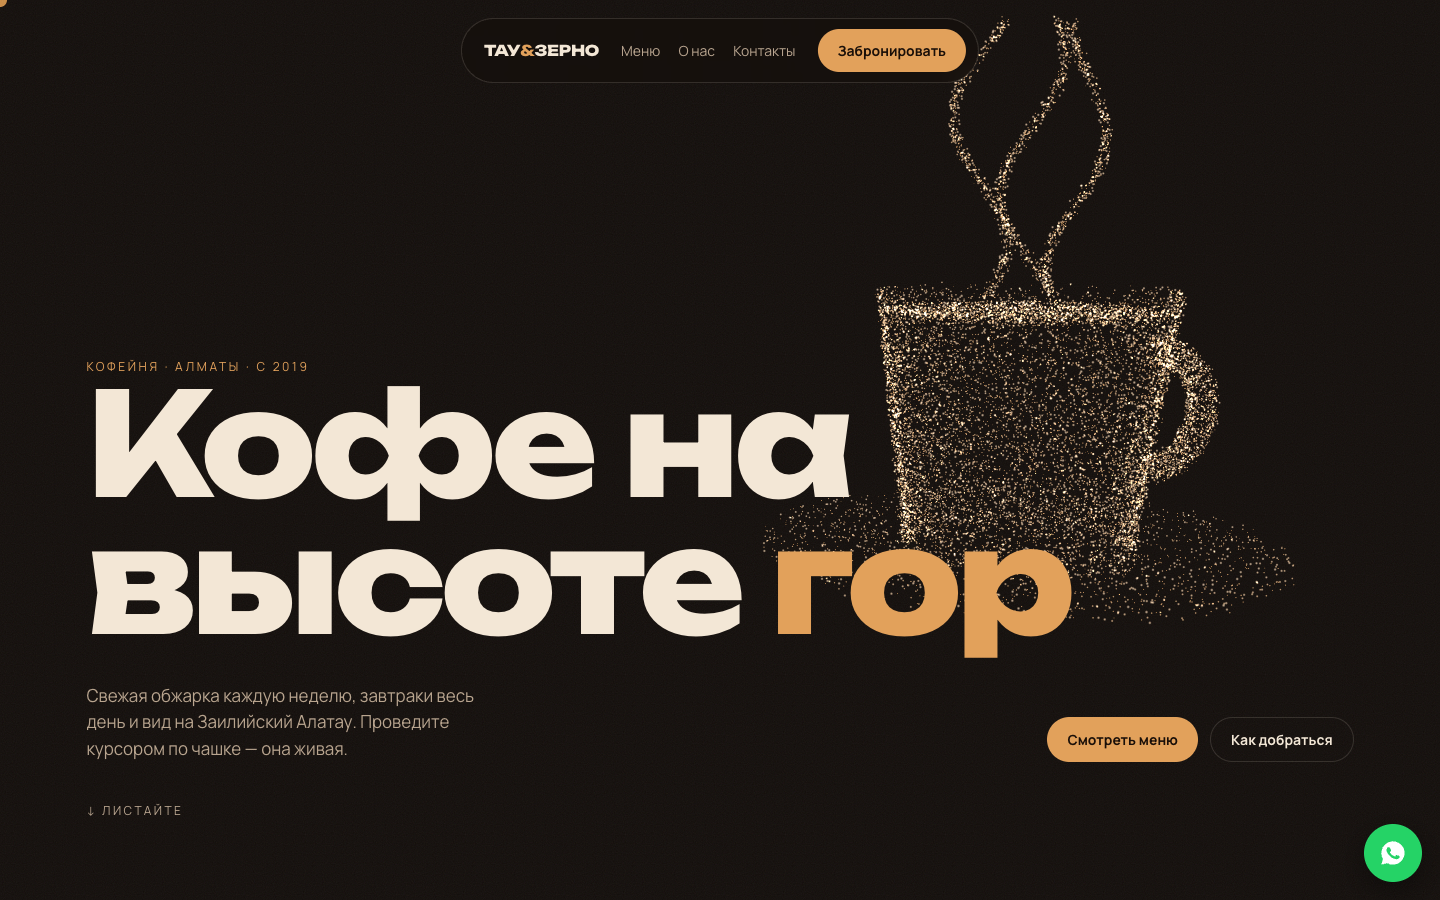 ТАУ&ЗЕРНО Меню О нас Контакты Забронировать
КОФЕЙНЯ · АЛМАТЫ · С 2019
Кофе на
высоте гор
Свежая обжарка каждую неделю, завтраки весь
день и вид на Заилийский Алатау. Проведите
курсором по чашке — она живая.
Смотреть меню Как добраться
↓ ЛИСТАЙТЕ